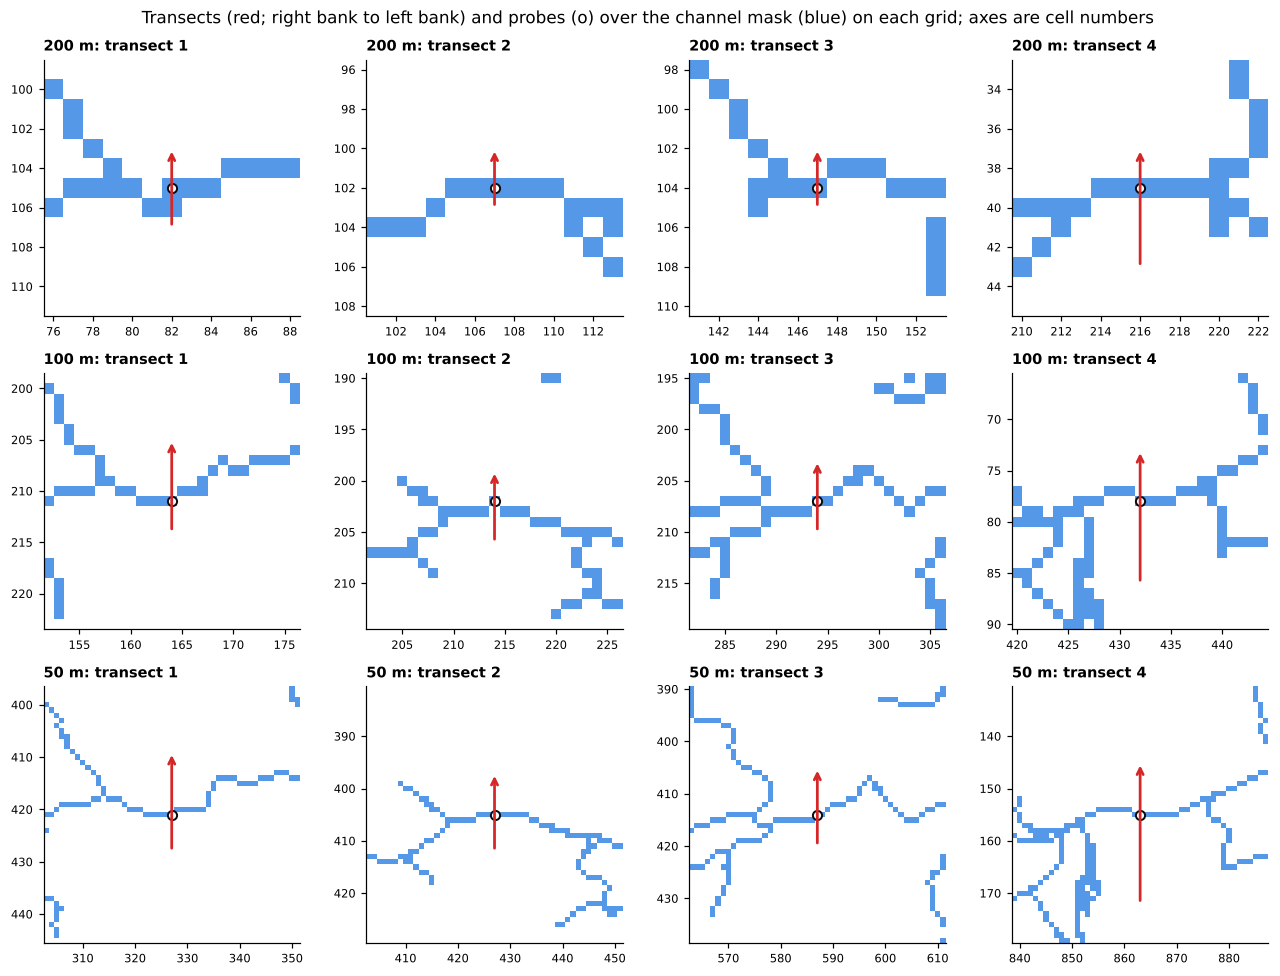 Transects (red; right bank to left bank) and probes (o) over the channel mask (blue) on each grid; axes are cell numbers
200 m: transect 1
100
102
104
106
108
110
76 78 80 82 84 86 88
200 m: transect 2
96
98
100
102
104
106
108
102 104 106 108 110 112
200 m: transect 3
98
100
102
104
106
108
110
142 144 146 148 150 152
200 m: transect 4
34
36
38
40
42
44
210 212 214 216 218 220 222
100 m: transect 1
200
205
210
215
220
155 160 165 170 175
100 m: transect 2
190
195
200
205
210
205 210 215 220 225
100 m: transect 3
195
200
205
210
215
285 290 295 300 305
100 m: transect 4
70
75
80
85
90
420 425 430 435 440
50 m: transect 1
400
410
420
430
440
310 320 330 340 350
50 m: transect 2
390
400
410
420
410 420 430 440 450
50 m: transect 3
390
400
410
420
430
570 580 590 600 610
50 m: transect 4
140
150
160
170
840 850 860 870 880